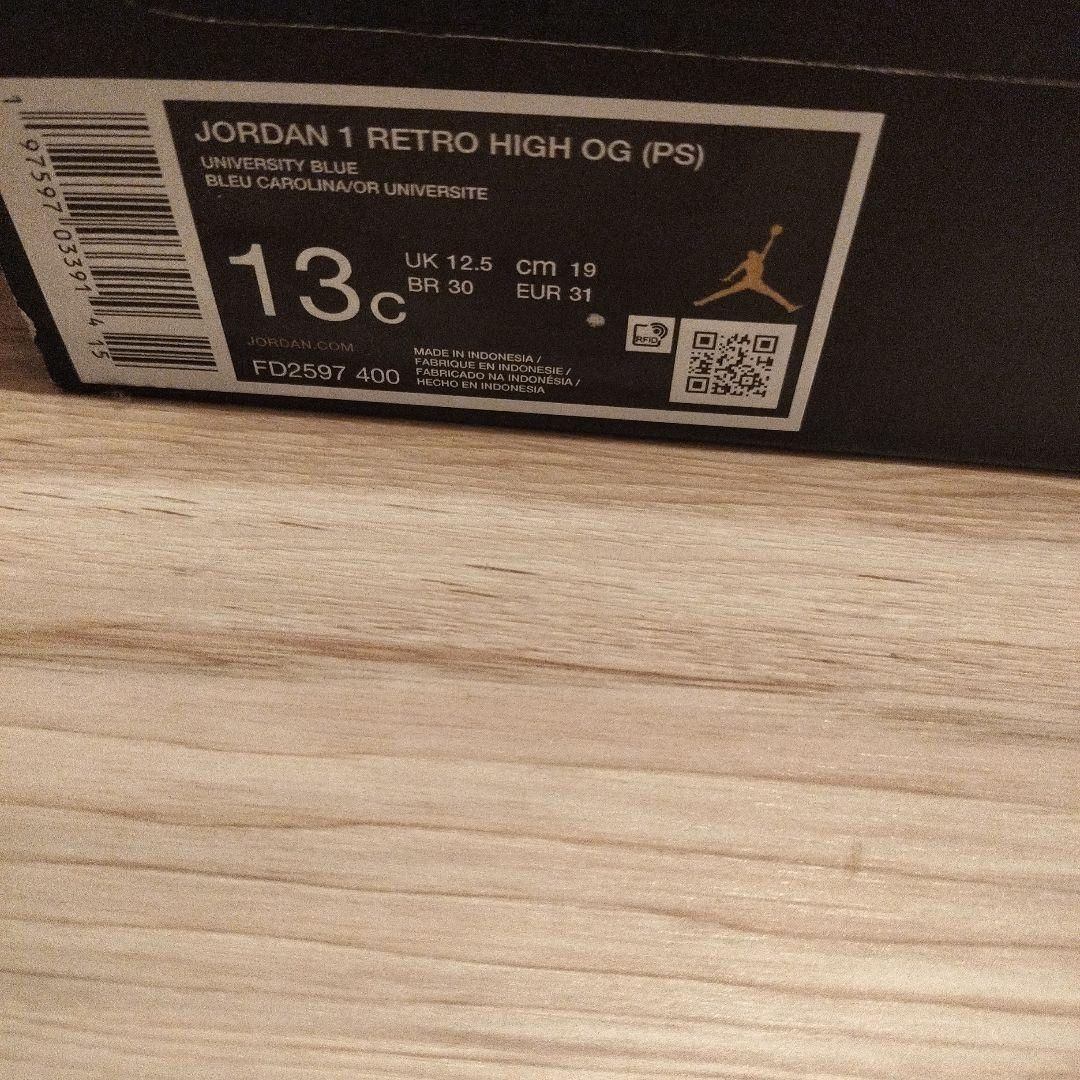 JORDAN 1 RETRO HIGH OG (PS)
UNIVERSITY BLUE
BLEU CAROLINA/OR UNIVERSITE
13C
UK 12.5 cm 19
BR 30 EUR 31
JORDAN.COM
FD2597 400
MADE IN INDONESIA /
FABRIQUE EN INDONESIE /
FABRICADO NA INDONÉSIA /
HECHO EN INDONESIA
RFID
1 97597 03391 4 15